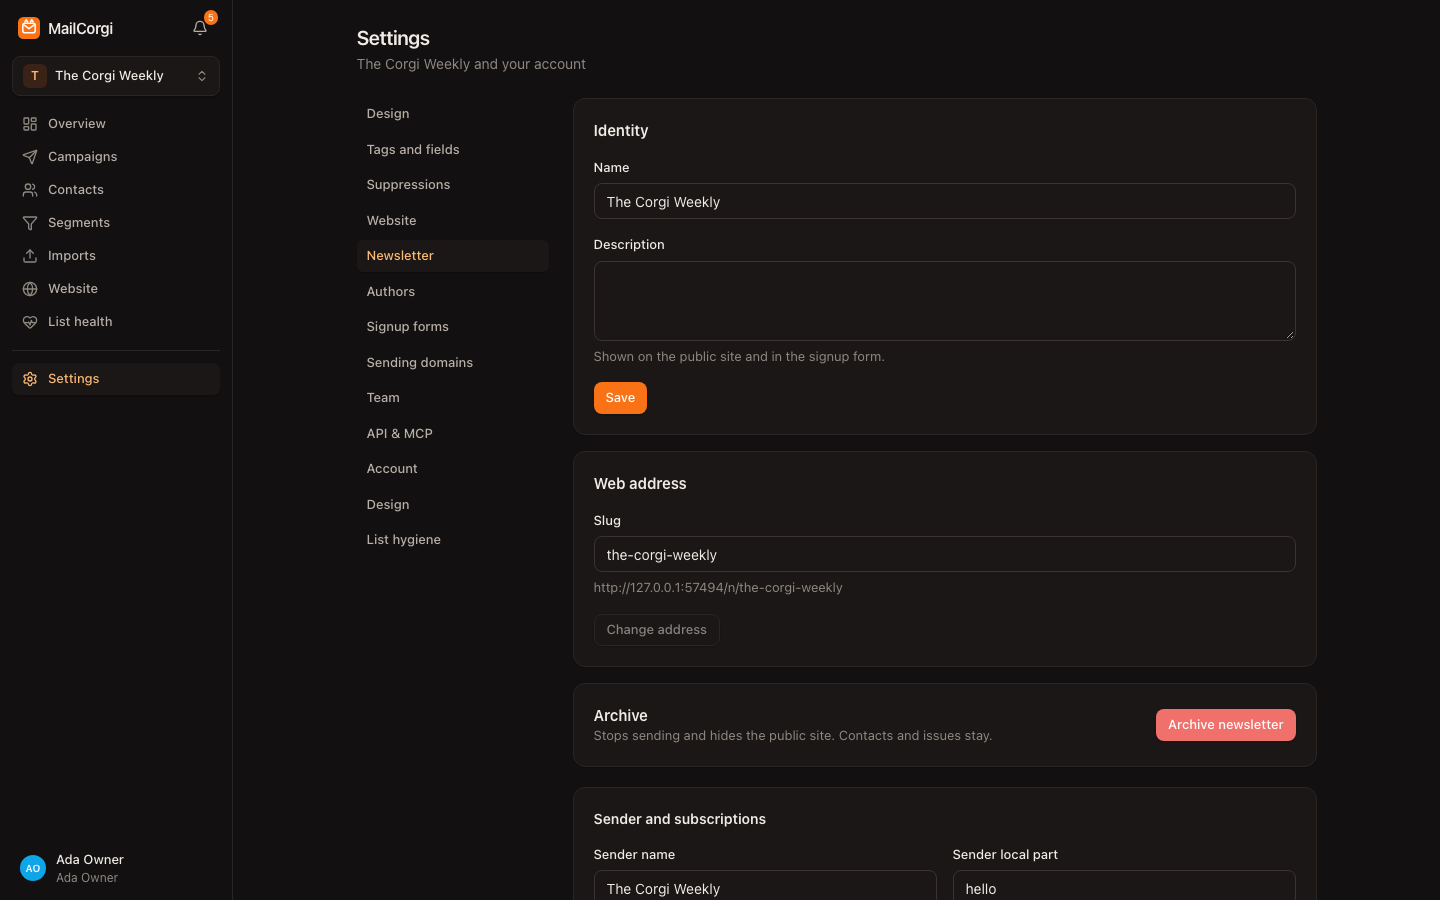 MailCorgi
5
T
The Corgi Weekly
Overview
Campaigns
Contacts
Segments
Imports
Website
List health
Settings
AO
Ada Owner
Ada Owner
Settings
The Corgi Weekly and your account
Design
Tags and fields
Suppressions
Website
Newsletter
Authors
Signup forms
Sending domains
Team
API & MCP
Account
Design
List hygiene
Identity
Name
The Corgi Weekly
Description
Shown on the public site and in the signup form.
Save
Web address
Slug
the-corgi-weekly
http://127.0.0.1:57494/n/the-corgi-weekly
Change address
Archive
Stops sending and hides the public site. Contacts and issues stay.
Archive newsletter
Sender and subscriptions
Sender name
The Corgi Weekly
Sender local part
hello